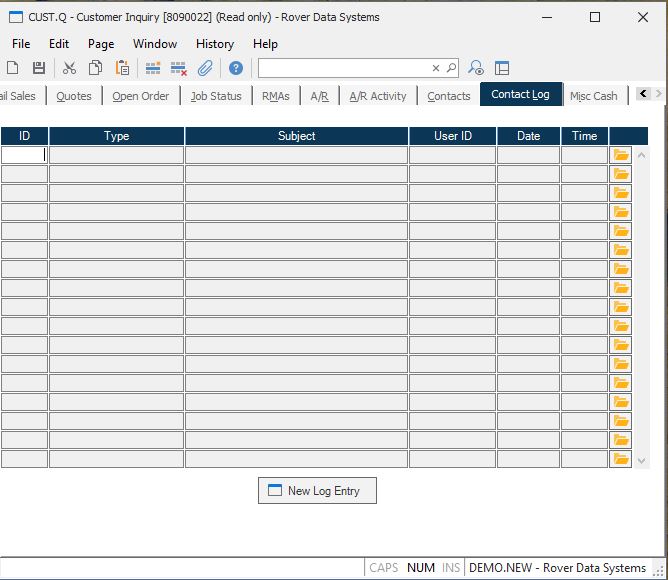 CUST.Q - Customer Inquiry [8090022] (Read only) - Rover Data Systems
File Edit Page Window History Help
il Sales Quotes Open Order Job Status RMAs A/R A/R Activity Contacts Contact Log Misc Cash
ID Type Subject User ID Date Time
New Log Entry
CAPS NUM INS DEMO.NEW - Rover Data Systems